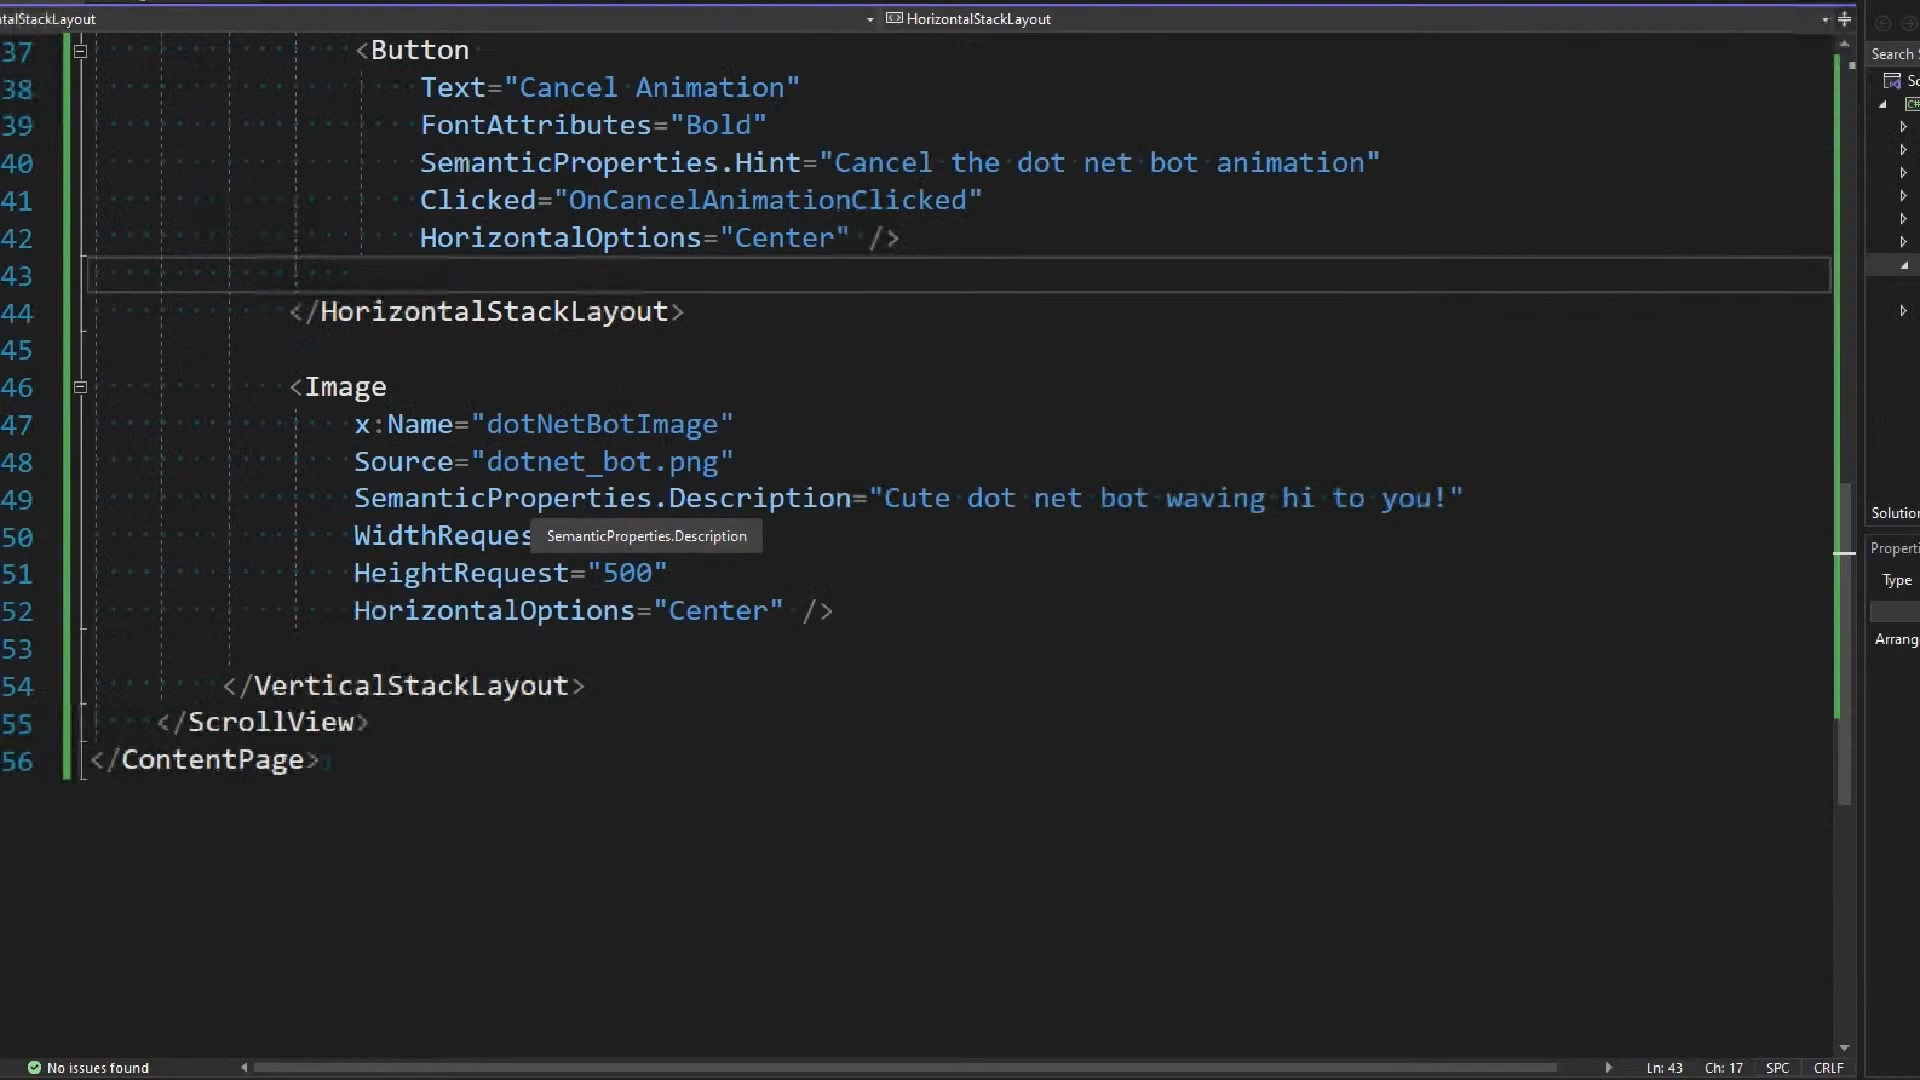 talStackLayout HorizontalStackLayout
37 <Button
38 Text="Cancel Animation"
39 FontAttributes="Bold"
40 SemanticProperties.Hint="Cancel the dot net bot animation"
41 Clicked="OnCancelAnimationClicked"
42 HorizontalOptions="Center" />
43
44 </HorizontalStackLayout>
45
46 <Image
47 x:Name="dotNetBotImage"
48 Source="dotnet_bot.png"
49 SemanticProperties.Description="Cute dot net bot waving hi to you!"
50 WidthReques
SemanticProperties.Description
51 HeightRequest="500"
52 HorizontalOptions="Center" />
53
54 </VerticalStackLayout>
55 </ScrollView>
56 </ContentPage>
Search
So
C#
Solution
Properti
Type
Arrang
No issues found Ln: 43 Ch: 17 SPC CRLF